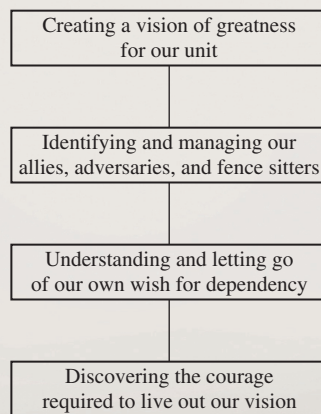 Creating a vision of greatness
for our unit
Identifying and managing our
allies, adversaries, and fence sitters
Understanding and letting go
of our own wish for dependency
Discovering the courage
required to live out our vision